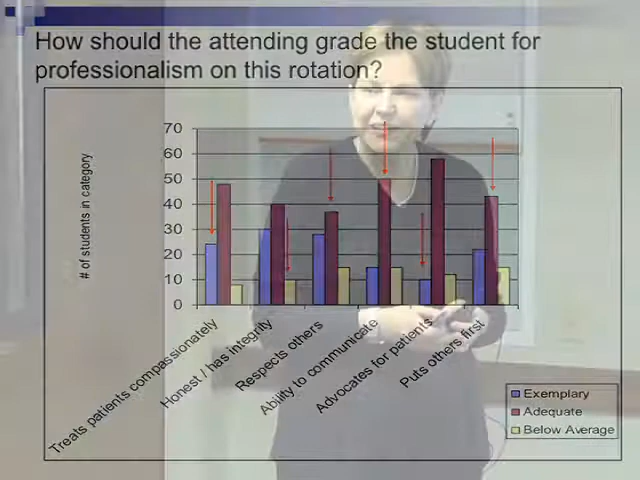 How should the attending grade the student for
professionalism on this rotation?
# of students in category
70
60
50
40
30
20
10
0
Treats patients compassionately
Honest / has integrity
Respects others
Ability to communicate
Advocates for patients
Puts others first
Exemplary
Adequate
Below Average